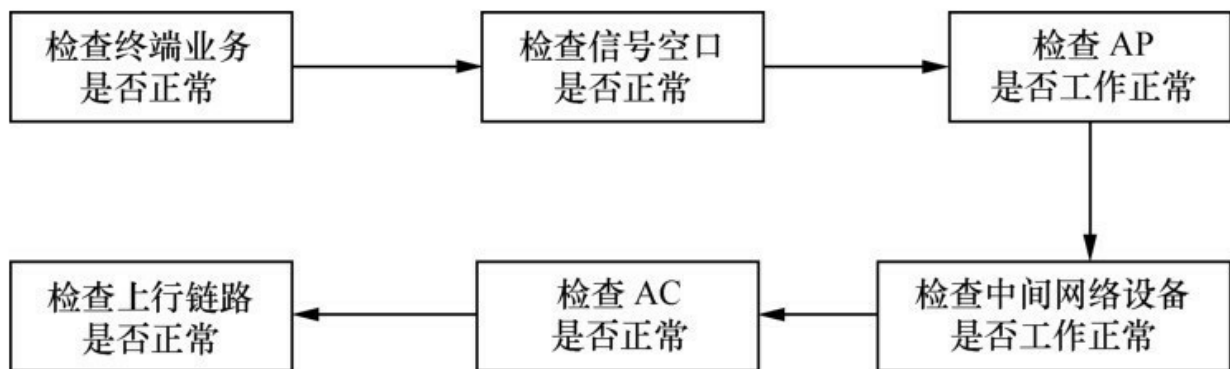 检查终端业务
是否正常
检查信号空口
是否正常
检查 AP
是否工作正常
检查中间网络设备
是否工作正常
检查 AC
是否正常
检查上行链路
是否正常